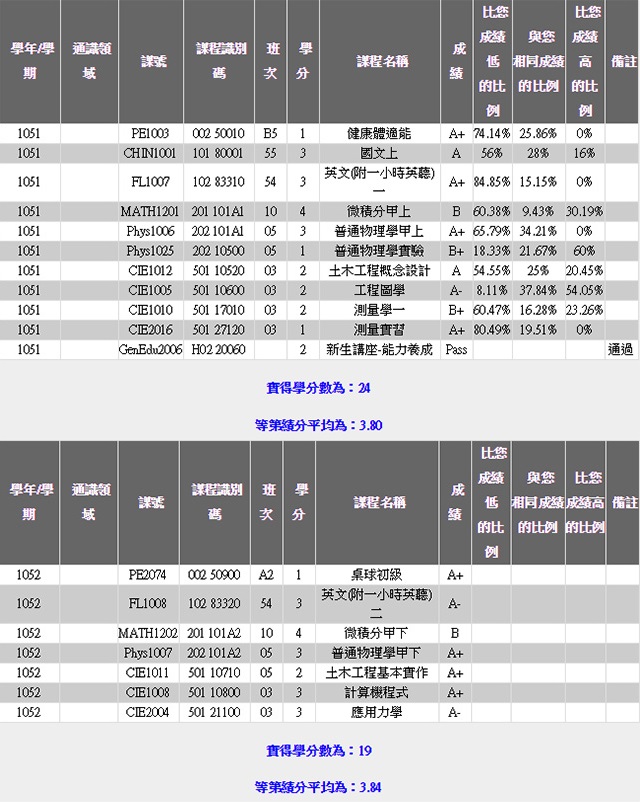 學年/學期 通識領域 課號 課程識別碼 班次 學分 課程名稱 成績 比您成績低的比例 與您相同成績的比例 比您成績高的比例 備註
1051 PE1003 002 50010 B5 1 健康體適能 A+ 74.14% 25.86% 0%
1051 CHIN1001 101 80001 55 3 國文上 A 56% 28% 16%
1051 FL1007 102 83310 54 3 英文(附一小時英聽)一 A+ 84.85% 15.15% 0%
1051 MATH1201 201 101A1 10 4 微積分甲上 B 60.38% 9.43% 30.19%
1051 Phys1006 202 101A1 05 3 普通物理學甲上 A+ 65.79% 34.21% 0%
1051 Phys1025 202 10500 05 1 普通物理學實驗 B+ 18.33% 21.67% 60%
1051 CIE1012 501 10520 03 2 土木工程概念設計 A 54.55% 25% 20.45%
1051 CIE1005 501 10600 03 2 工程圖學 A- 8.11% 37.84% 54.05%
1051 CIE1010 501 17010 03 2 測量學一 B+ 60.47% 16.28% 23.26%
1051 CIE2016 501 27120 03 1 測量實習 A+ 80.49% 19.51% 0%
1051 GenEdu2006 H02 20060 2 新生講座-能力養成 Pass 通過
實得學分數為：24
等第績分平均為：3.80
學年/學期 通識領域 課號 課程識別碼 班次 學分 課程名稱 成績 比您成績低的比例 與您相同成績的比例 比您成績高的比例 備註
1052 PE2074 002 50900 A2 1 桌球初級 A+
1052 FL1008 102 83320 54 3 英文(附一小時英聽)二 A-
1052 MATH1202 201 101A2 10 4 微積分甲下 B
1052 Phys1007 202 101A2 05 3 普通物理學甲下 A+
1052 CIE1011 501 10710 05 2 土木工程基本實作 A+
1052 CIE1008 501 10800 03 3 計算機程式 A+
1052 CIE2004 501 21100 03 3 應用力學 A-
實得學分數為：19
等第績分平均為：3.84